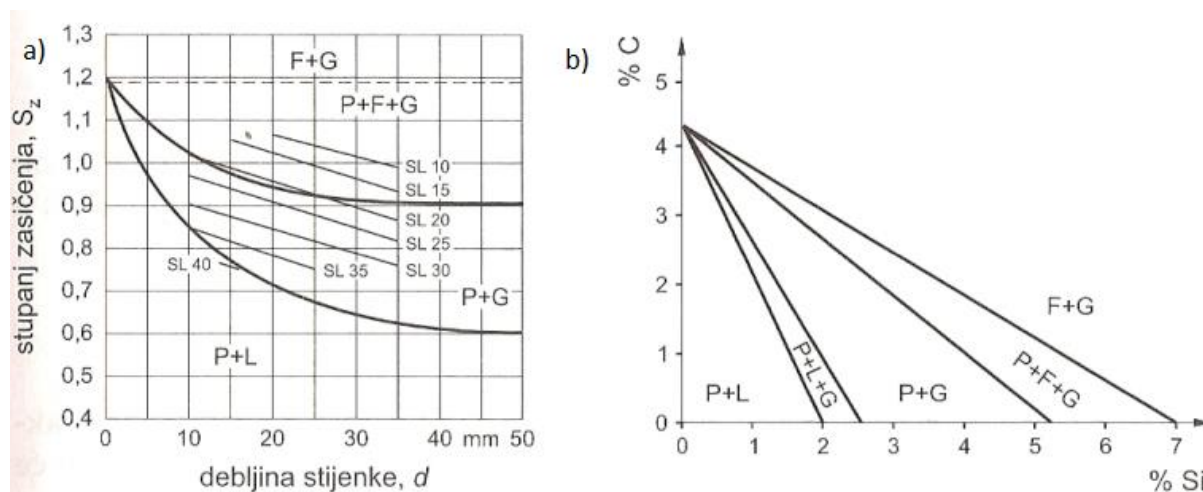 a)
stupanj zasićenja, S_z
1,3
1,2
1,1
1,0
0,9
0,8
0,7
0,6
0,5
0,4
F+G
P+F+G
SL 10
SL 15
SL 20
SL 25
SL 40
SL 35
SL 30
P+G
P+L
0 10 20 30 40 mm 50
debljina stijenke, d
b)
% C
5
4
3
2
1
0
F+G
P+L
P+L+G
P+G
P+F+G
0 1 2 3 4 5 6 7
% Si